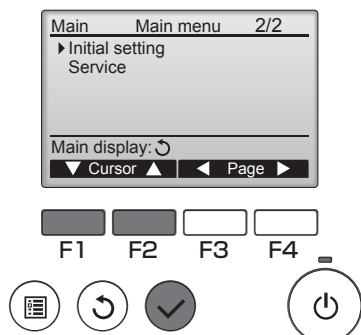 Main Main menu 2/2
Initial setting
Service
Main display:
Cursor Page
F1 F2 F3 F4